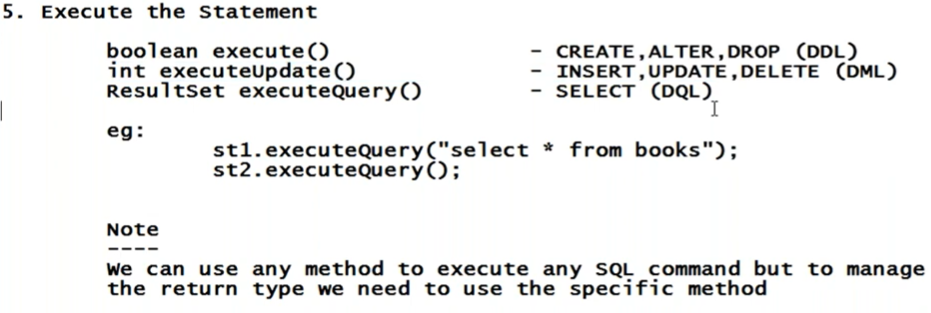 5. Execute the Statement
boolean execute() - CREATE,ALTER,DROP (DDL)
int executeUpdate() - INSERT,UPDATE,DELETE (DML)
ResultSet executeQuery() - SELECT (DQL)
eg:
st1.executeQuery("select * from books");
st2.executeQuery();
Note
----
We can use any method to execute any SQL command but to manage
the return type we need to use the specific method